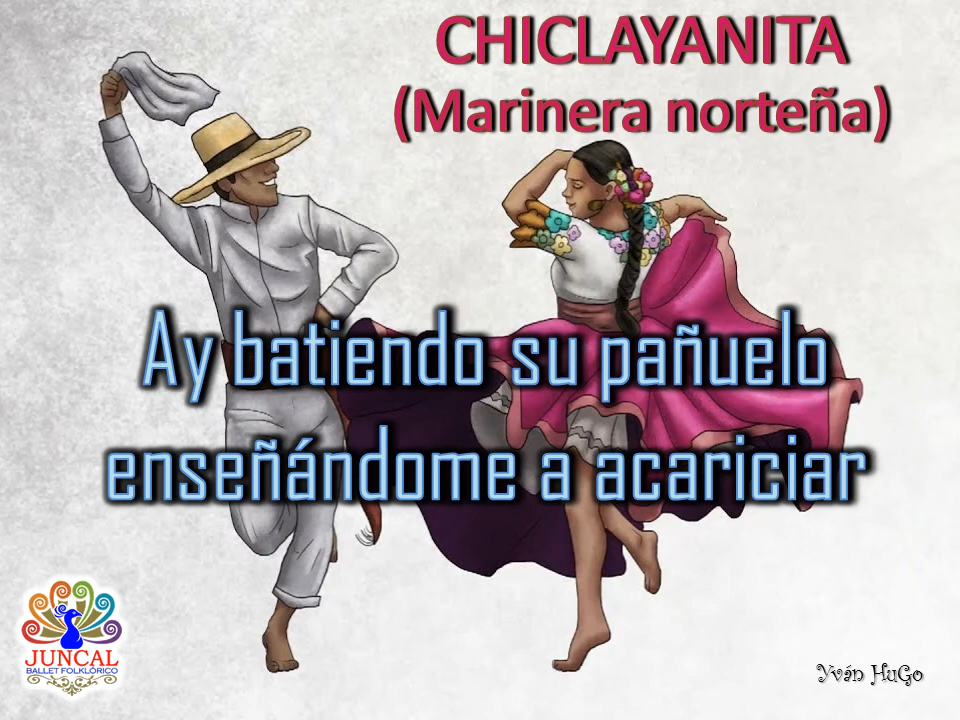 CHICLAYANITA
(Marinera norteña)
Ay batiendo su pañuelo
enseñándome a acariciar
JUNCAL
BALLET FOLKLÓRICO
Yván HuGo